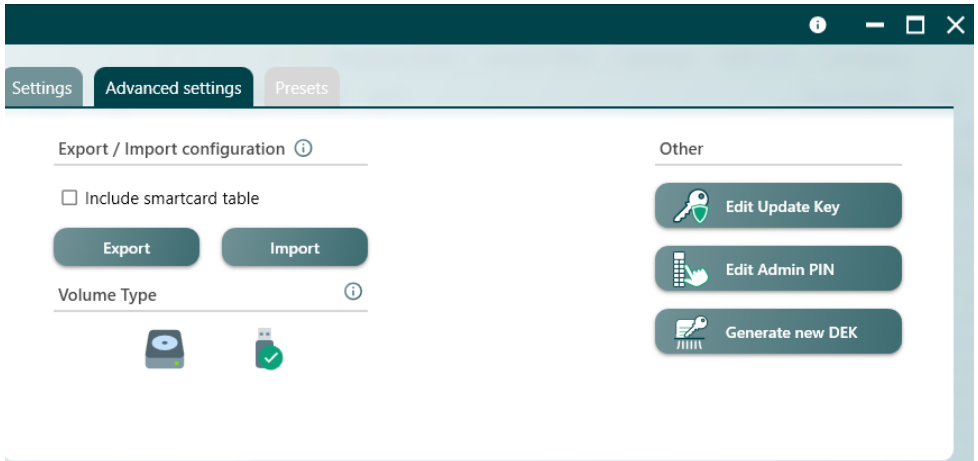 Settings
Advanced settings
Presets
Export / Import configuration
Include smartcard table
Export
Import
Volume Type
Other
Edit Update Key
Edit Admin PIN
Generate new DEK